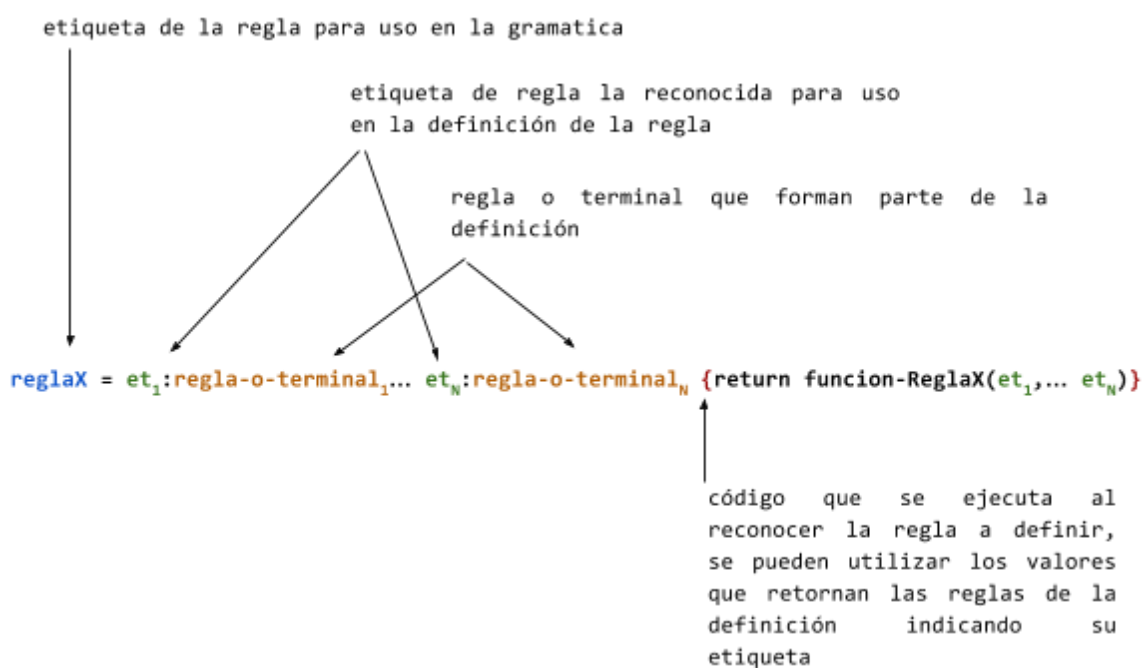 etiqueta de la regla para uso en la gramatica
etiqueta de regla la reconocida para uso
en la definición de la regla
regla o terminal que forman parte de la
definición
reglaX = et₁:regla-o-terminal₁… et_N:regla-o-terminal_N {return funcion-ReglaX(et₁,… et_N)}
código que se ejecuta al
reconocer la regla a definir,
se pueden utilizar los valores
que retornan las reglas de la
definición indicando su
etiqueta